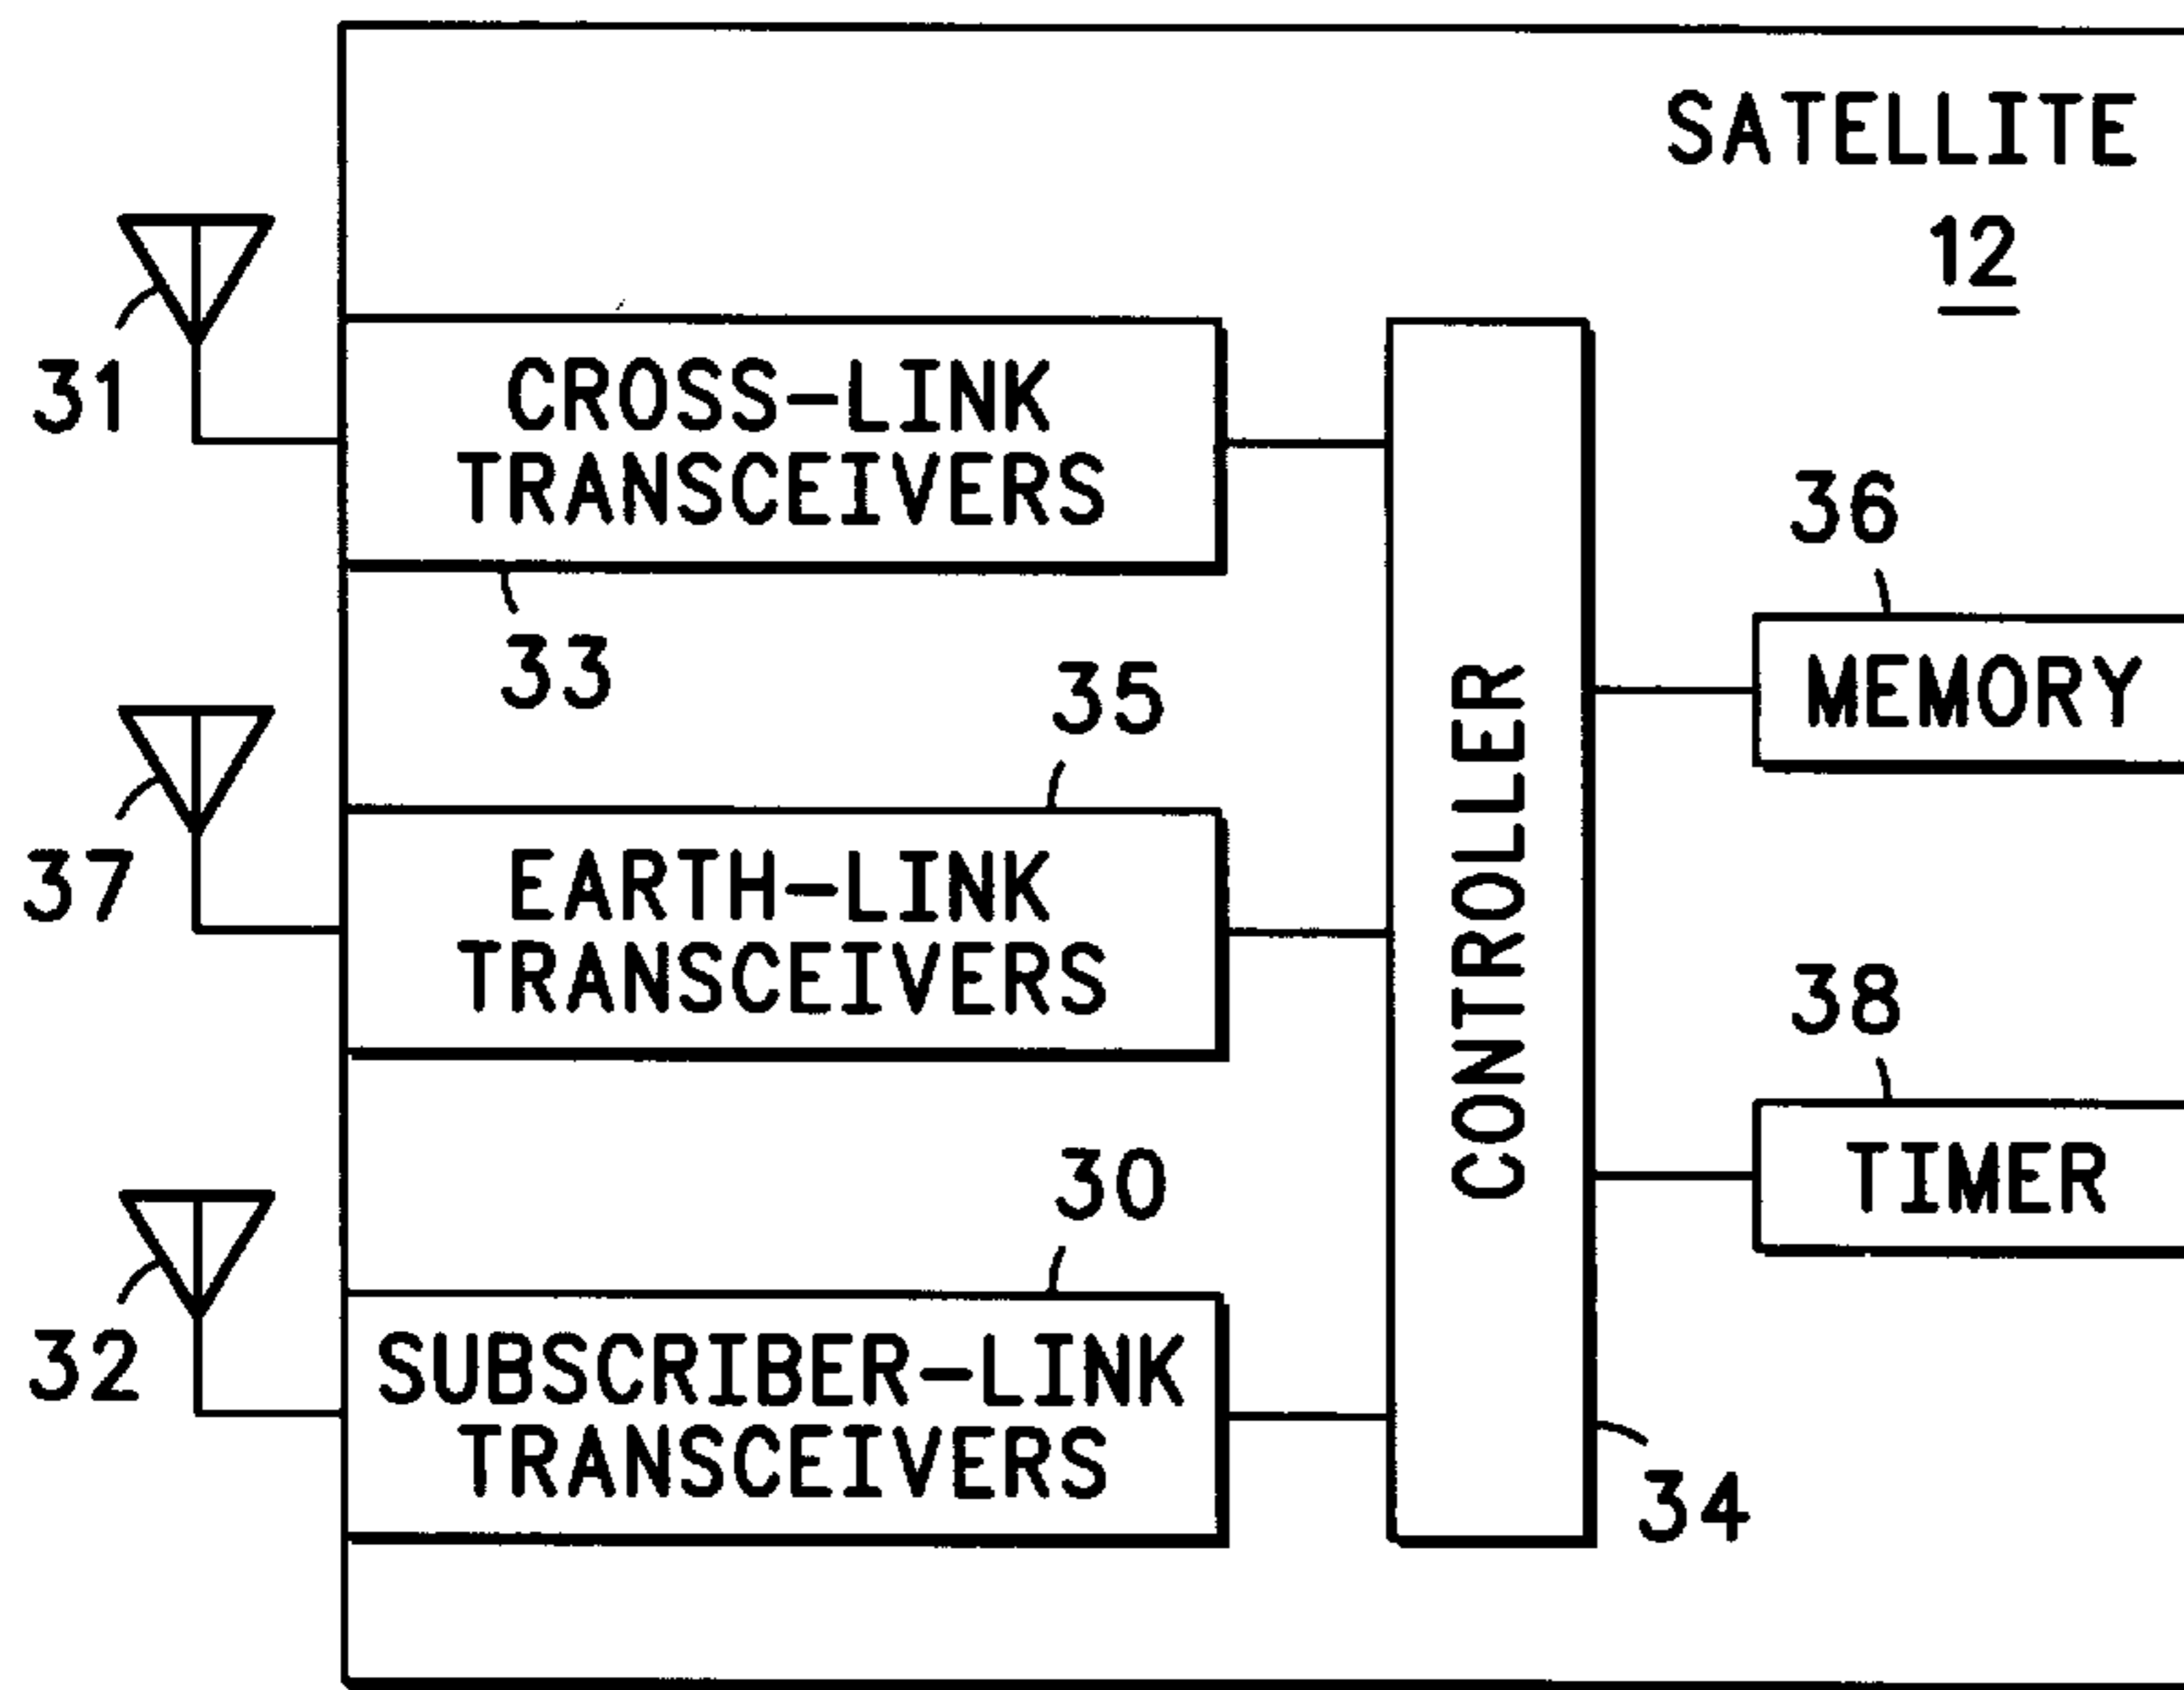 SATELLITE
12
31
CROSS-LINK
TRANSCEIVERS
33
36
MEMORY
35
37
EARTH-LINK
TRANSCEIVERS
CONTROLLER
38
TIMER
30
32
SUBSCRIBER-LINK
TRANSCEIVERS
34